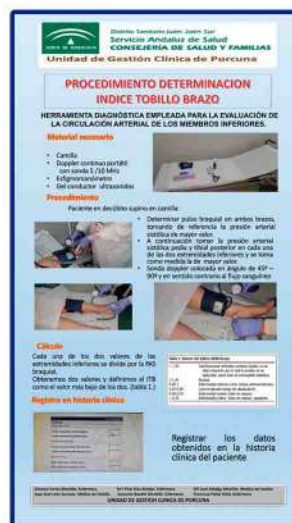 JUNTA DE ANDALUCIA
Distrito Sanitario Jaén-Jaén Sur
Servicio Andaluz de Salud
CONSEJERÍA DE SALUD Y FAMILIAS
Unidad de Gestión Clínica de Porcuna
PROCEDIMIENTO DETERMINACION
INDICE TOBILLO BRAZO
HERRAMIENTA DIAGNÓSTICA EMPLEADA PARA LA EVALUACIÓN DE
LA CIRCULACIÓN ARTERIAL DE LOS MIEMBROS INFERIORES.
Material necesario
• Camilla
• Doppler continuo portátil
con sonda 5 /10 MHz
• Esfigmomanómetro
• Gel conductor ultrasonidos
Procedimiento
Paciente en decúbito supino en camilla:
• Determinar pulso braquial en ambos brazos,
tomando de referencia la presión arterial
sistólica de mayor valor.
• A continuación tomar la presión arterial
sistólica pedia y tibial posterior en cada una
de las dos extremidades inferiores y se toma
como medida la de mayor valor.
• Sonda doppler colocada en ángulo de 45º –
90º y en sentido contrario al flujo sanguíneo
Cálculo
Cada uno de los dos valores de las
extremidades inferiores se divide por la PAS
braquial.
Obtenemos dos valores y definimos el ITB
como el valor más bajo de los dos. (tabla 1.)
Registro en historia clínica
Registrar los datos
obtenidos en la historia
clínica del paciente
UNIDAD DE GESTION CLINICA DE PORCUNA